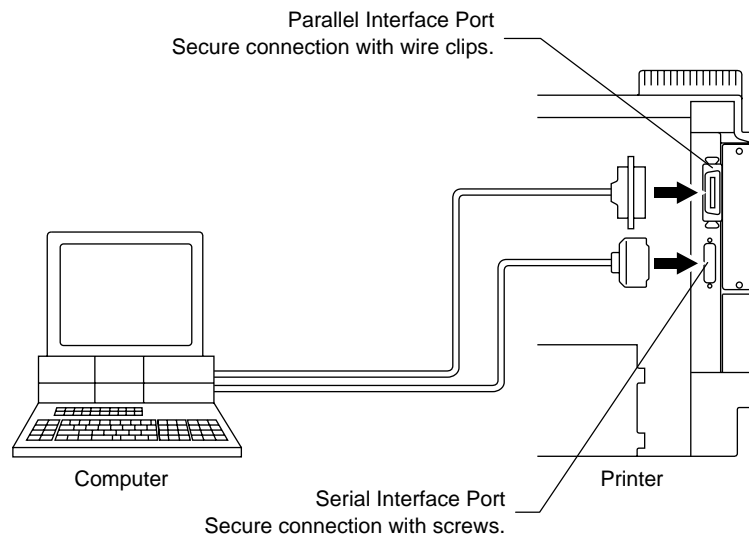 Parallel Interface Port
Secure connection with wire clips.
Computer
Printer
Serial Interface Port
Secure connection with screws.